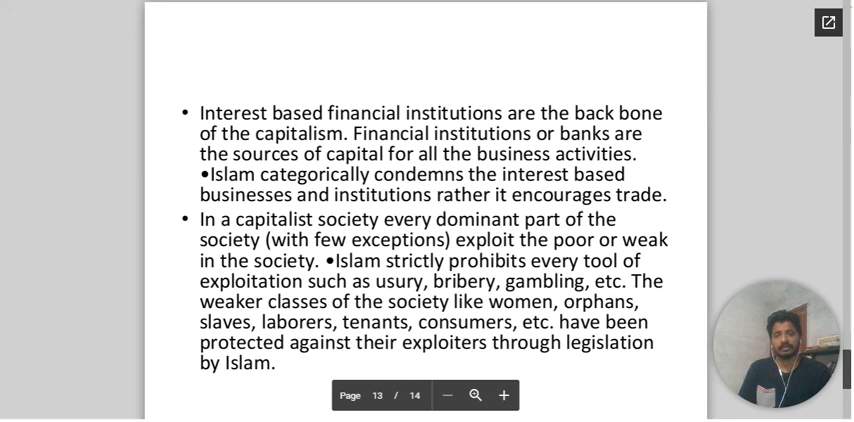 • Interest based financial institutions are the back bone
of the capitalism. Financial institutions or banks are
the sources of capital for all the business activities.
•Islam categorically condemns the interest based
businesses and institutions rather it encourages trade.
• In a capitalist society every dominant part of the
society (with few exceptions) exploit the poor or weak
in the society. •Islam strictly prohibits every tool of
exploitation such as usury, bribery, gambling, etc. The
weaker classes of the society like women, orphans,
slaves, laborers, tenants, consumers, etc. have been
protected against their exploiters through legislation
by Islam.
Page 13 / 14